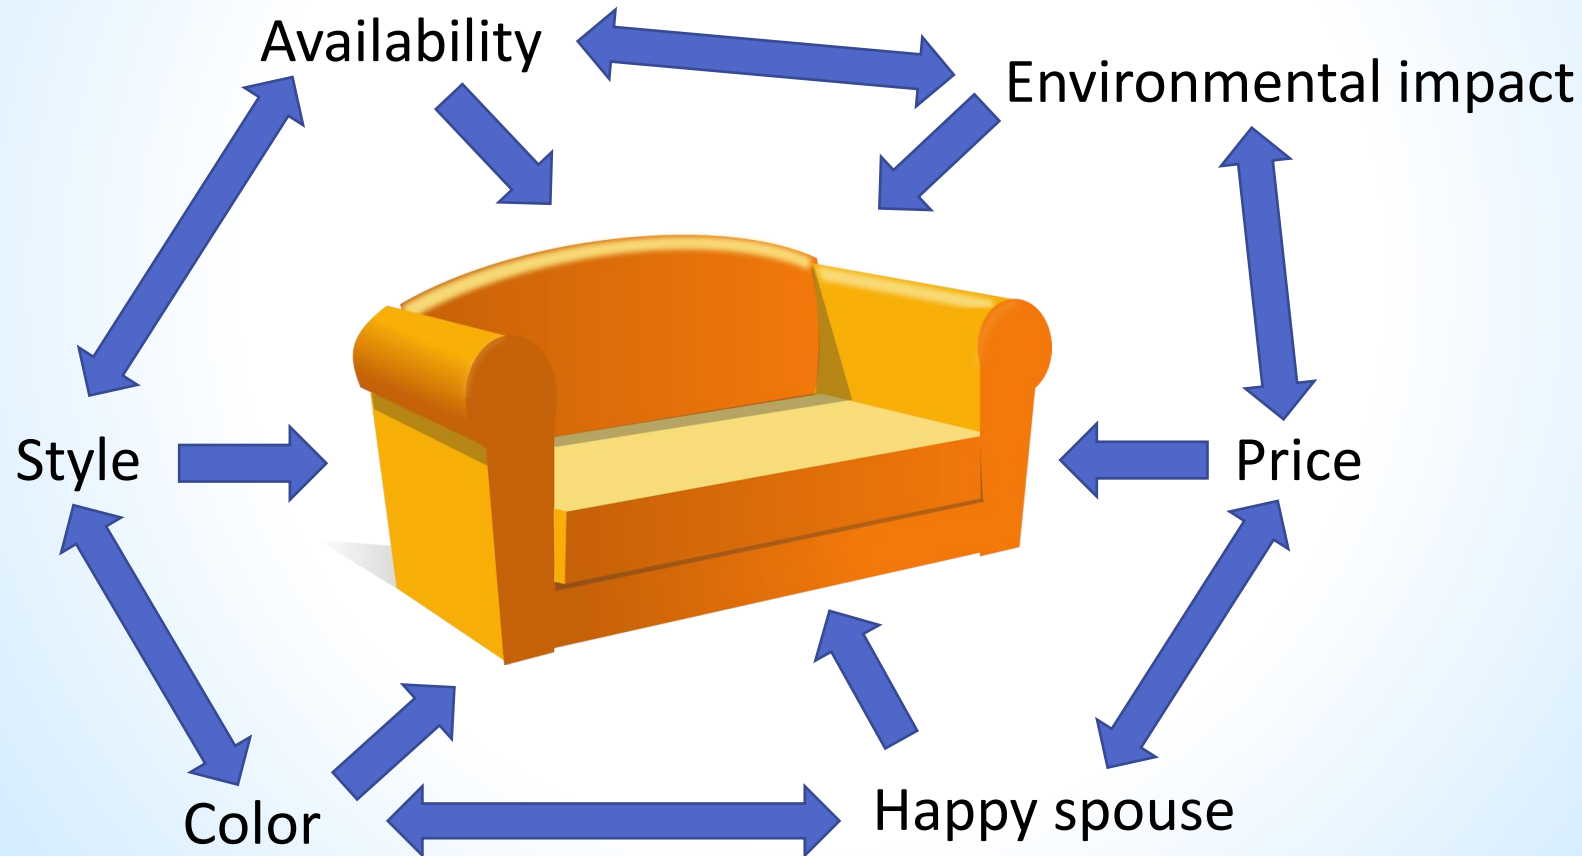 Availability
Environmental impact
Style
Price
Color
Happy spouse